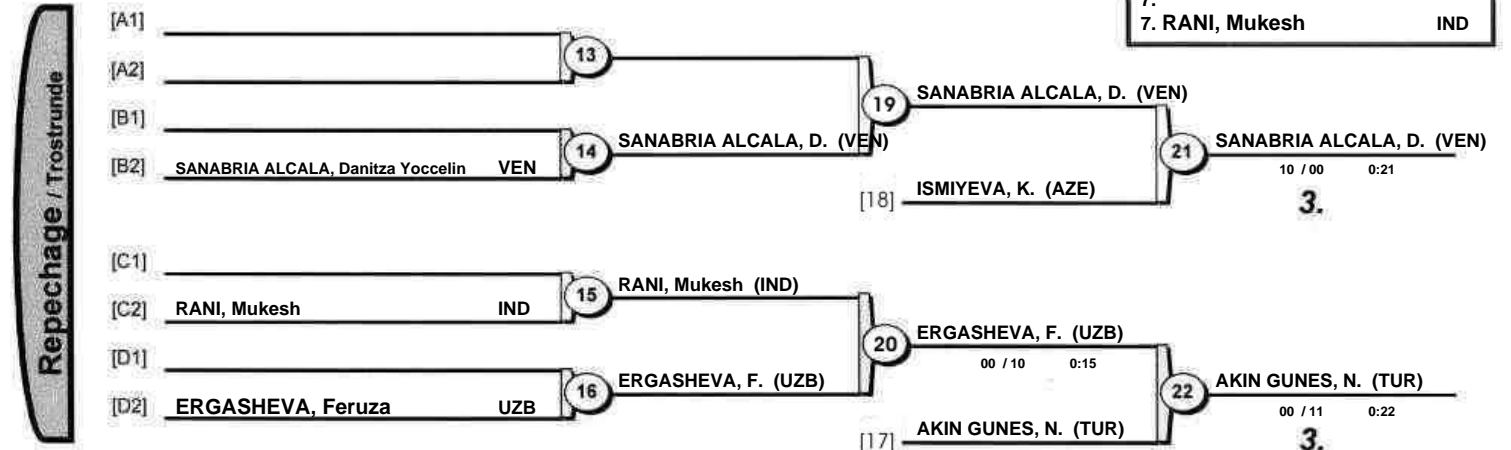 7.
7. RANI, Mukesh IND
Repechage / Trostrunde
[A1]
13
[A2]
19 SANABRIA ALCALA, D. (VEN)
[B1]
14 SANABRIA ALCALA, D. (VEN)
21 SANABRIA ALCALA, D. (VEN)
[B2] SANABRIA ALCALA, Danitza Yoccelin VEN
10 / 00 0:21
[18] ISMIYEVA, K. (AZE)
3.
[C1]
15 RANI, Mukesh (IND)
[C2] RANI, Mukesh IND
20 ERGASHEVA, F. (UZB)
00 / 10 0:15
[D1]
16 ERGASHEVA, F. (UZB)
22 AKIN GUNES, N. (TUR)
[D2] ERGASHEVA, Feruza UZB
00 / 11 0:22
[17] AKIN GUNES, N. (TUR)
3.